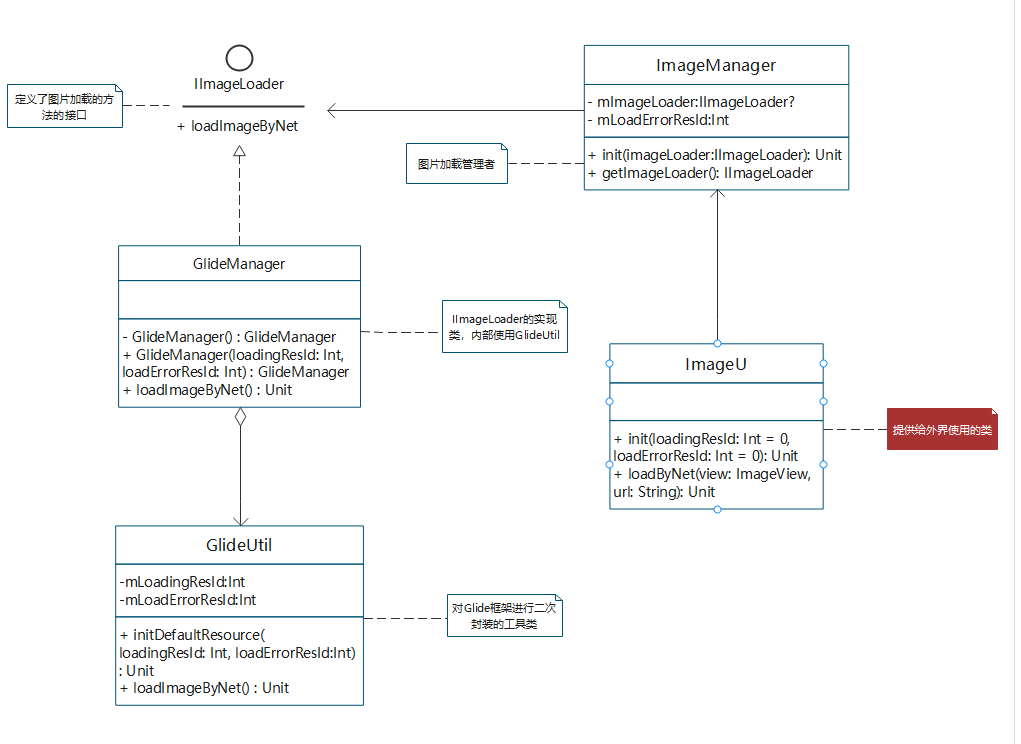 IImageLoader
定义了图片加载的方
法的接口
+ loadImageByNet
ImageManager
- mImageLoader:IImageLoader?
- mLoadErrorResId:Int
+ init(imageLoader:IImageLoader): Unit
+ getImageLoader(): IImageLoader
图片加载管理者
GlideManager
- GlideManager() : GlideManager
+ GlideManager(loadingResId: Int,
loadErrorResId: Int) : GlideManager
+ loadImageByNet() : Unit
IImageLoader的实现
类，内部使用GlideUtil
ImageU
+ init(loadingResId: Int = 0,
loadErrorResId: Int = 0): Unit
+ loadByNet(view: ImageView,
url: String): Unit
提供给外界使用的类
GlideUtil
-mLoadingResId:Int
-mLoadErrorResId:Int
+ initDefaultResource(
loadingResId: Int, loadErrorResId:Int)
: Unit
+ loadImageByNet() : Unit
对Glide框架进行二次
封装的工具类